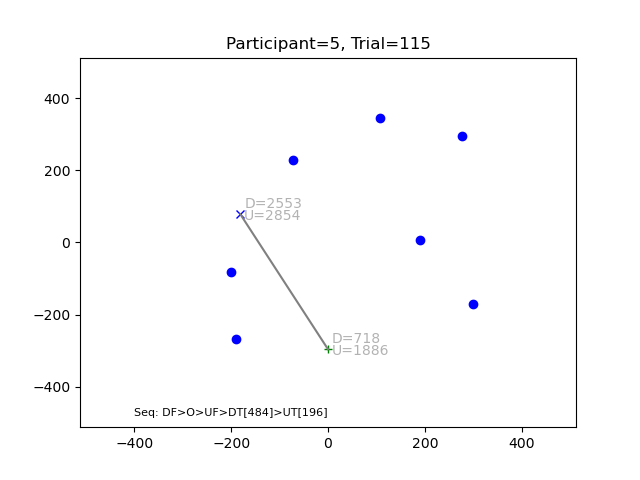 Participant=5, Trial=115
400
200
0
−200
−400
D=2553
U=2854
D=718
U=1886
Seq: DF>O>UF>DT[484]>UT[196]
−400
−200
0
200
400